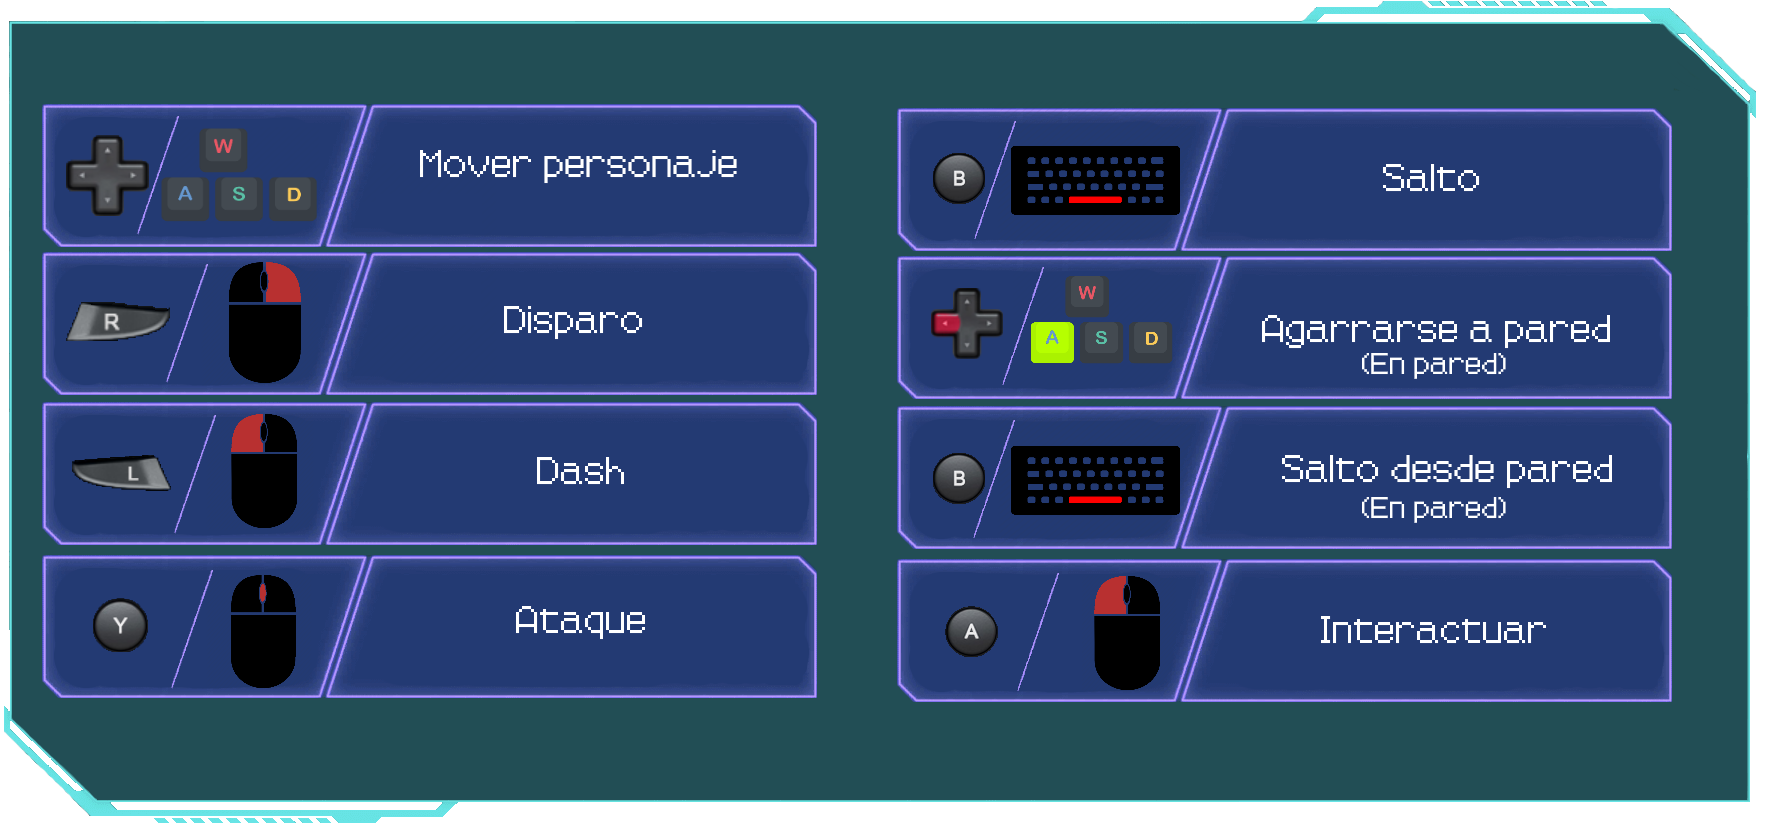 W
A S D
Mover personaje
R
Disparo
L
Dash
Y
Ataque
B
Salto
W
A S D
Agarrarse a pared
(En pared)
B
Salto desde pared
(En pared)
A
Interactuar